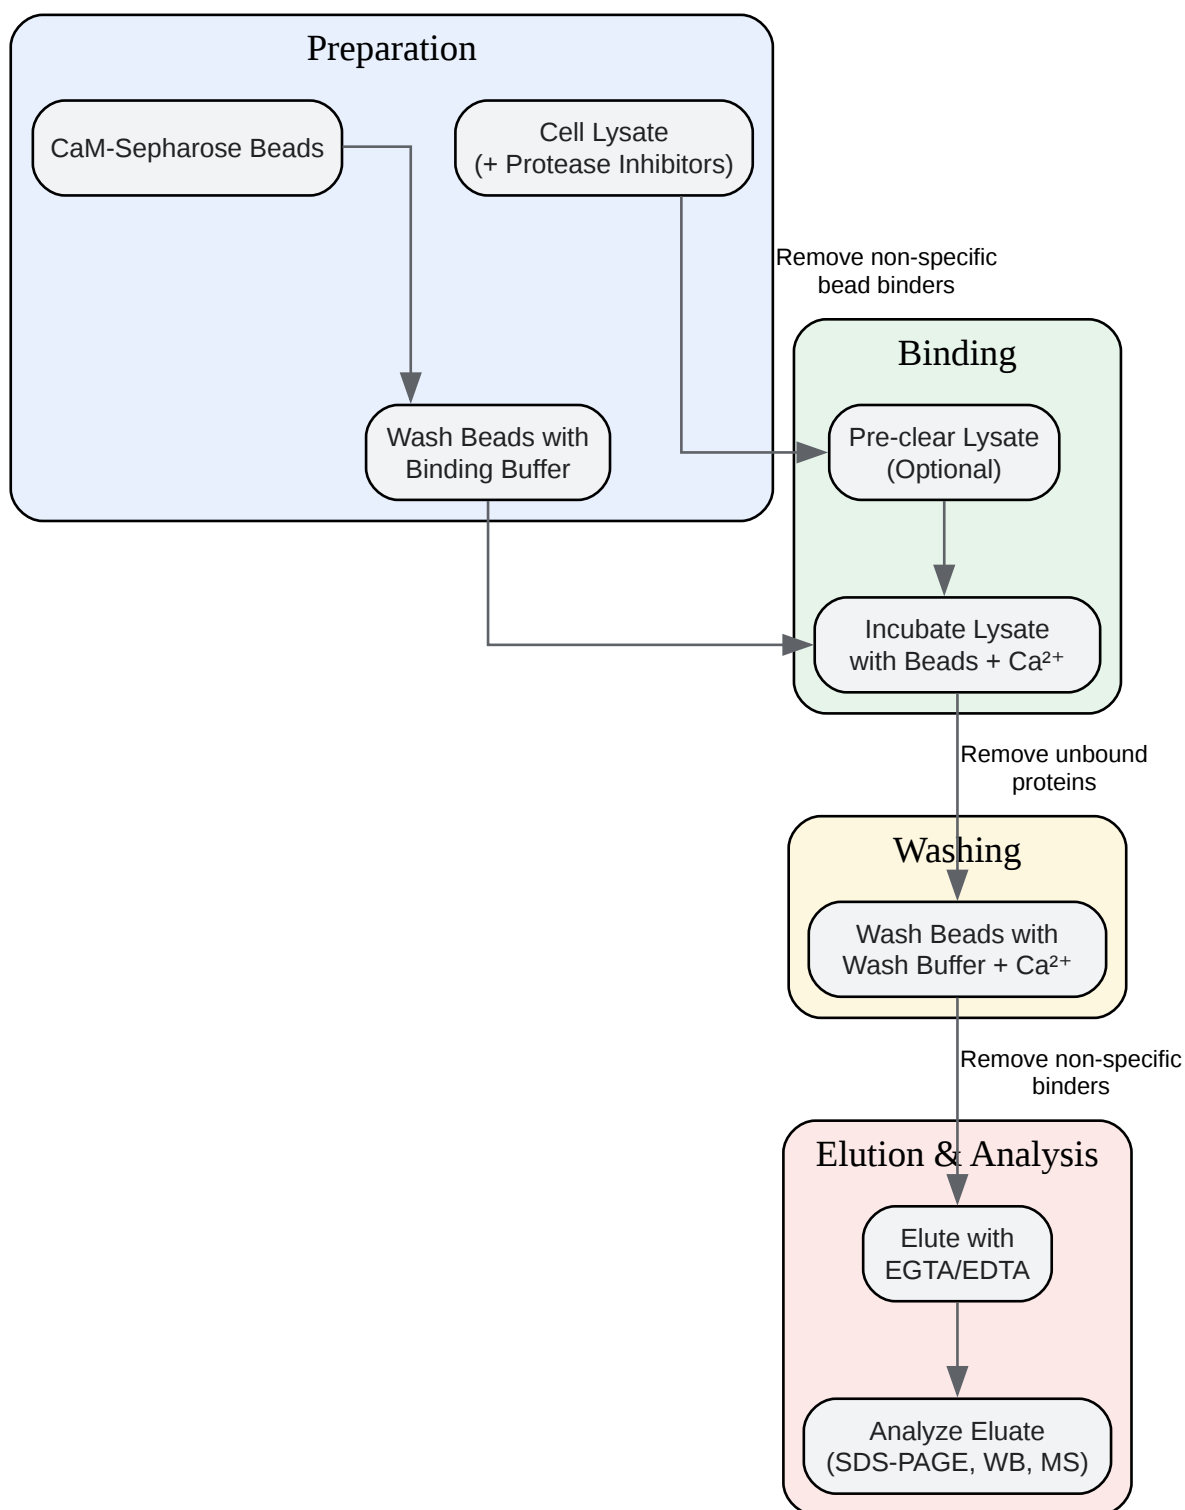 Preparation
CaM-Sepharose Beads
Cell Lysate
(+ Protease Inhibitors)
Remove non-specific
bead binders
Binding
Wash Beads with
Binding Buffer
Pre-clear Lysate
(Optional)
Incubate Lysate
with Beads + Ca²⁺
Remove unbound
proteins
Washing
Wash Beads with
Wash Buffer + Ca²⁺
Remove non-specific
binders
Elution & Analysis
Elute with
EGTA/EDTA
Analyze Eluate
(SDS-PAGE, WB, MS)